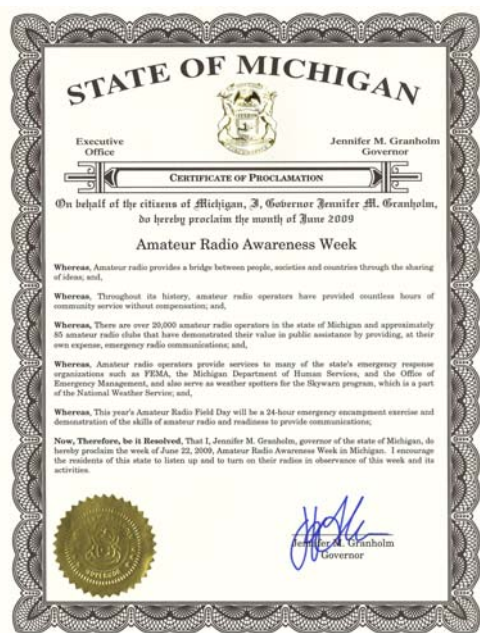 STATE OF MICHIGAN
Executive
Office
Jennifer M. Granholm
Governor
CERTIFICATE OF PROCLAMATION
On behalf of the citizens of Michigan, I, Governor Jennifer M. Granholm,
do hereby proclaim the month of June 2009
Amateur Radio Awareness Week
Whereas, Amateur radio provides a bridge between people, societies and countries through the sharing
of ideas; and,
Whereas, Throughout its history, amateur radio operators have provided countless hours of
community service without compensation; and,
Whereas, There are over 20,000 amateur radio operators in the state of Michigan and approximately
85 amateur radio clubs that have demonstrated their value in public assistance by providing, at their
own expense, emergency radio communications; and,
Whereas, Amateur radio operators provide services to many of the state's emergency response
organizations such as FEMA, the Michigan Department of Human Services, and the Office of
Emergency Management, and also serve as weather spotters for the Skywarn program, which is a part
of the National Weather Service; and,
Whereas, This year's Amateur Radio Field Day will be a 24-hour emergency encampment exercise and
demonstration of the skills of amateur radio and readiness to provide communications;
Now, Therefore, be it Resolved, That I, Jennifer M. Granholm, governor of the state of Michigan, do
hereby proclaim the week of June 22, 2009, Amateur Radio Awareness Week in Michigan. I encourage
the residents of this state to listen up and to turn on their radios in observance of this week and its
activities.
Jennifer M. Granholm
Governor